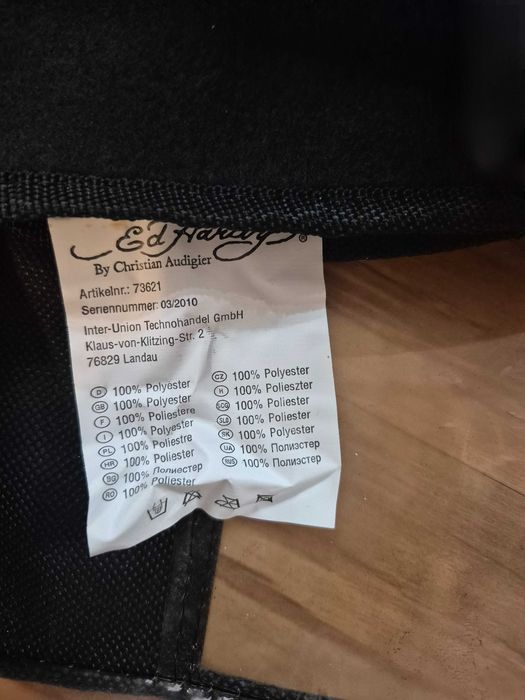 Ed Hardy ®
By Christian Audigier
Artikelnr.: 73621
Seriennummer: 03/2010
Inter-Union Technohandel GmbH
Klaus-von-Klitzing-Str. 2
76829 Landau
D 100% Polyester
GB 100% Polyester
F 100% Poliestere
I 100% Polyester
PL 100% Poliestre
HR 100% Poliester
BG 100% Полиестер
RO 100% Poliester
CZ 100% Polyester
H 100% Polieszter
SCG 100% Poliester
SLO 100% Poliester
SK 100% Polyester
UA 100% Полиэстер
RUS 100% Полиэстер